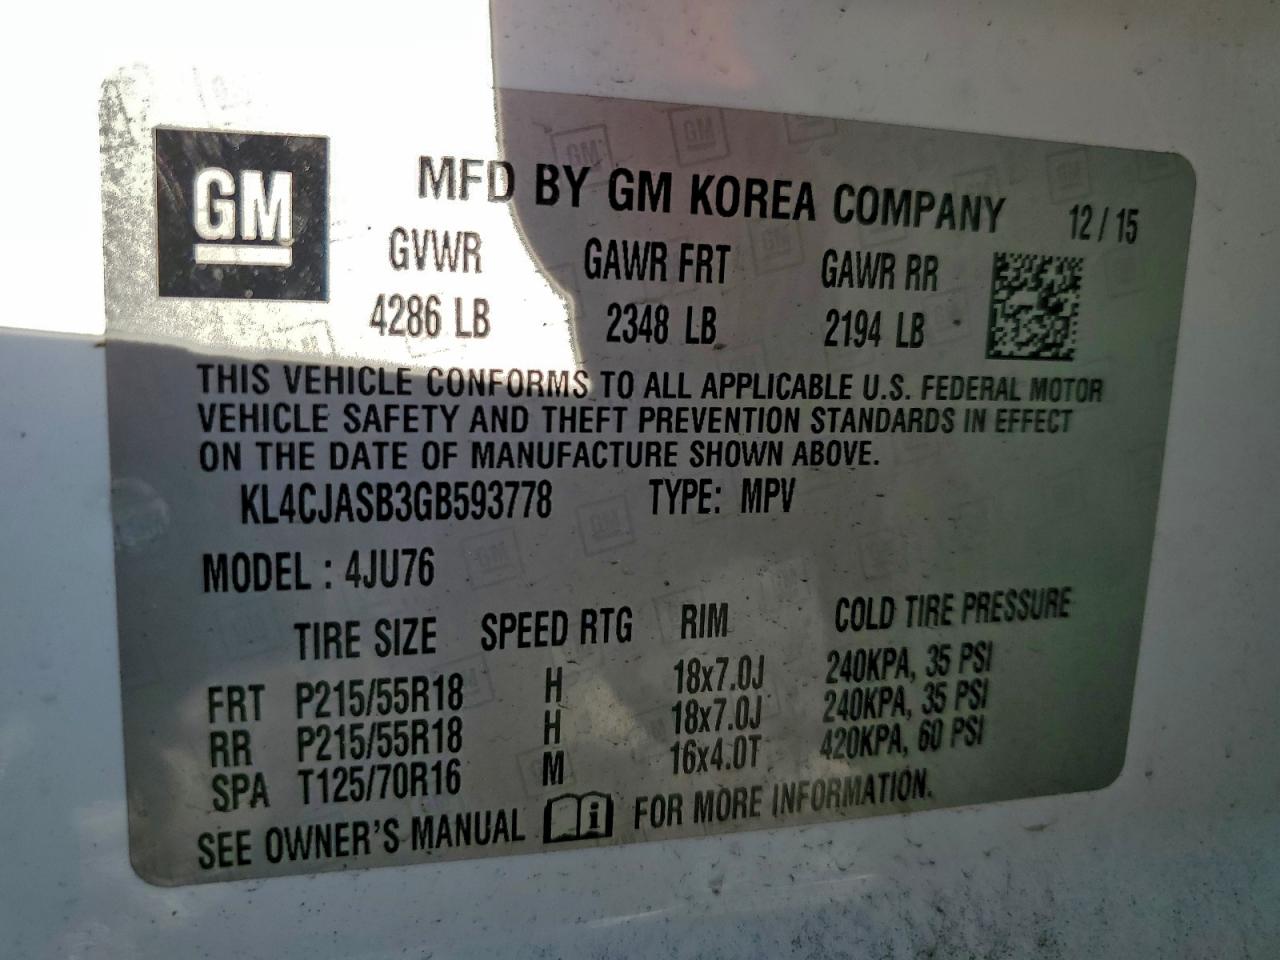 GM MFD BY GM KOREA COMPANY 12/15
GVWR GAWR FRT GAWR RR
4286 LB 2348 LB 2194 LB
THIS VEHICLE CONFORMS TO ALL APPLICABLE U.S. FEDERAL MOTOR
VEHICLE SAFETY AND THEFT PREVENTION STANDARDS IN EFFECT
ON THE DATE OF MANUFACTURE SHOWN ABOVE.
KL4CJASB3GB593778 TYPE: MPV
MODEL : 4JU76
TIRE SIZE SPEED RTG RIM COLD TIRE PRESSURE
FRT P215/55R18 H 18x7.0J 240KPA, 35 PSI
RR P215/55R18 H 18x7.0J 240KPA, 35 PSI
SPA T125/70R16 M 16x4.0T 420KPA, 60 PSI
SEE OWNER'S MANUAL i FOR MORE INFORMATION.